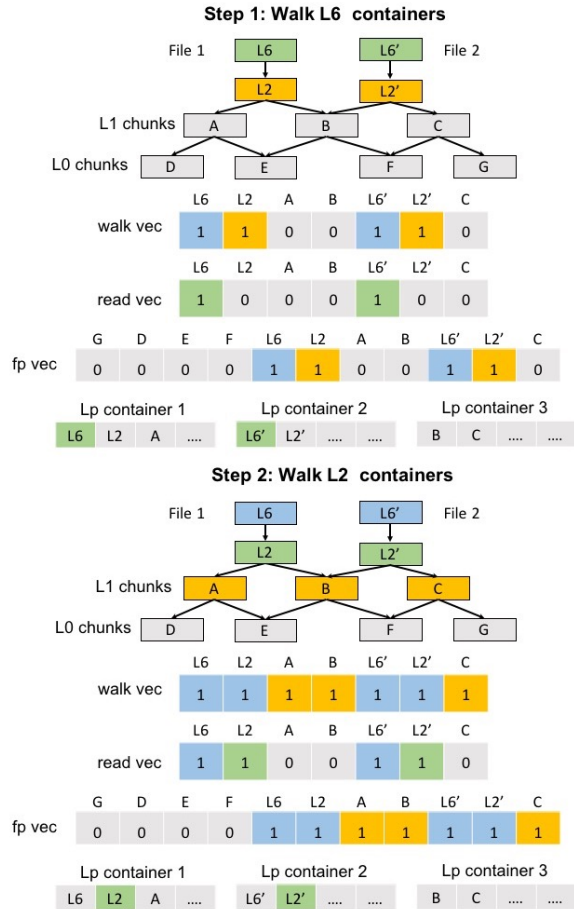 Step 1: Walk L6 containers
File 1 L6 L6’ File 2
L2 L2’
L1 chunks A B C
L0 chunks D E F G
L6 L2 A B L6’ L2’ C
walk vec 1 1 0 0 1 1 0
L6 L2 A B L6’ L2’ C
read vec 1 0 0 0 1 0 0
G D E F L6 L2 A B L6’ L2’ C
fp vec 0 0 0 0 1 1 0 0 1 1 0
Lp container 1 Lp container 2 Lp container 3
L6 L2 A .... L6’ L2’ .... .... B C .... ....
Step 2: Walk L2 containers
File 1 L6 L6’ File 2
L2 L2’
L1 chunks A B C
L0 chunks D E F G
L6 L2 A B L6’ L2’ C
walk vec 1 1 1 1 1 1 1
L6 L2 A B L6’ L2’ C
read vec 1 1 0 0 1 1 0
G D E F L6 L2 A B L6’ L2’ C
fp vec 0 0 0 0 1 1 1 1 1 1 1
Lp container 1 Lp container 2 Lp container 3
L6 L2 A .... L6’ L2’ .... .... B C .... ....